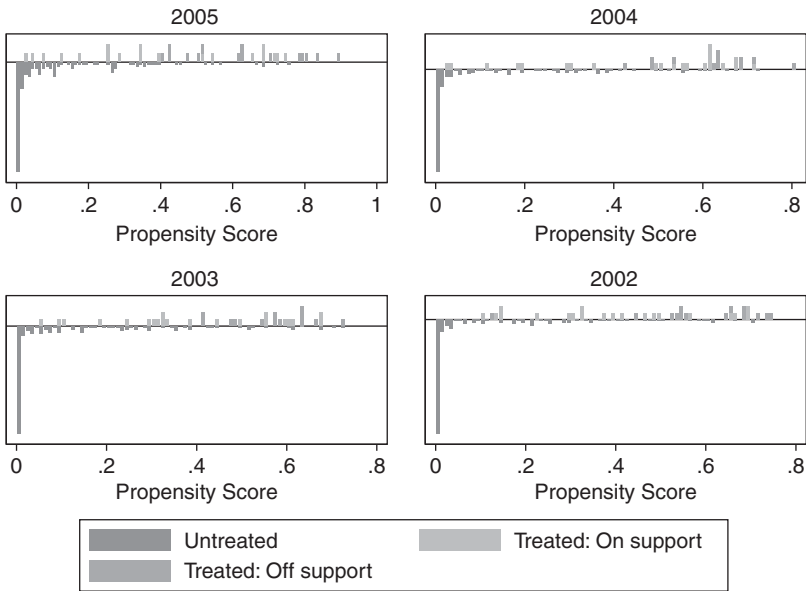 2005
2004
0 .2 .4 .6 .8 1
0 .2 .4 .6 .8
Propensity Score
Propensity Score
2003
2002
0 .2 .4 .6 .8
0 .2 .4 .6 .8
Propensity Score
Propensity Score
Untreated
Treated: On support
Treated: Off support